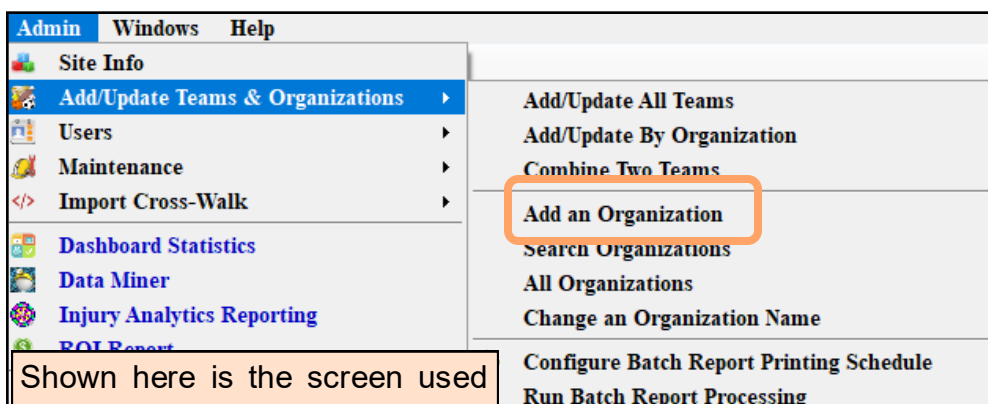 Admin Windows Help
Site Info
Add/Update Teams & Organizations
Users
Maintenance
Import Cross-Walk
Dashboard Statistics
Data Miner
Injury Analytics Reporting
ROI Report
Shown here is the screen used
Add/Update All Teams
Add/Update By Organization
Combine Two Teams
Add an Organization
Search Organizations
All Organizations
Change an Organization Name
Configure Batch Report Printing Schedule
Run Batch Report Processing